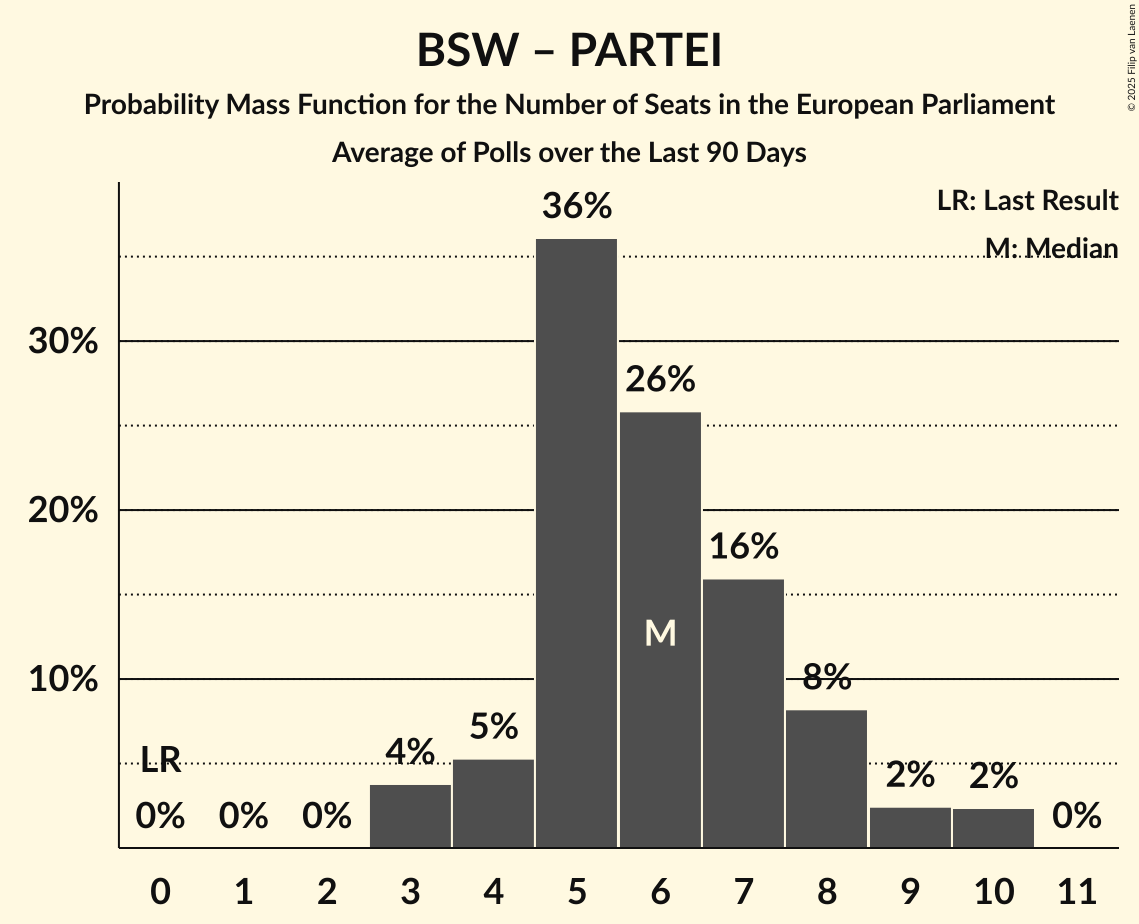 BSW – PARTEI
Probability Mass Function for the Number of Seats in the European Parliament
Average of Polls over the Last 90 Days
© 2025 Filip van Laenen
LR: Last Result
M: Median
36%
30%
26%
20%
16%
M
10%
8%
5%
4%
LR
2%
2%
0%
0%
0%
0%
0 1 2 3 4 5 6 7 8 9 10 11